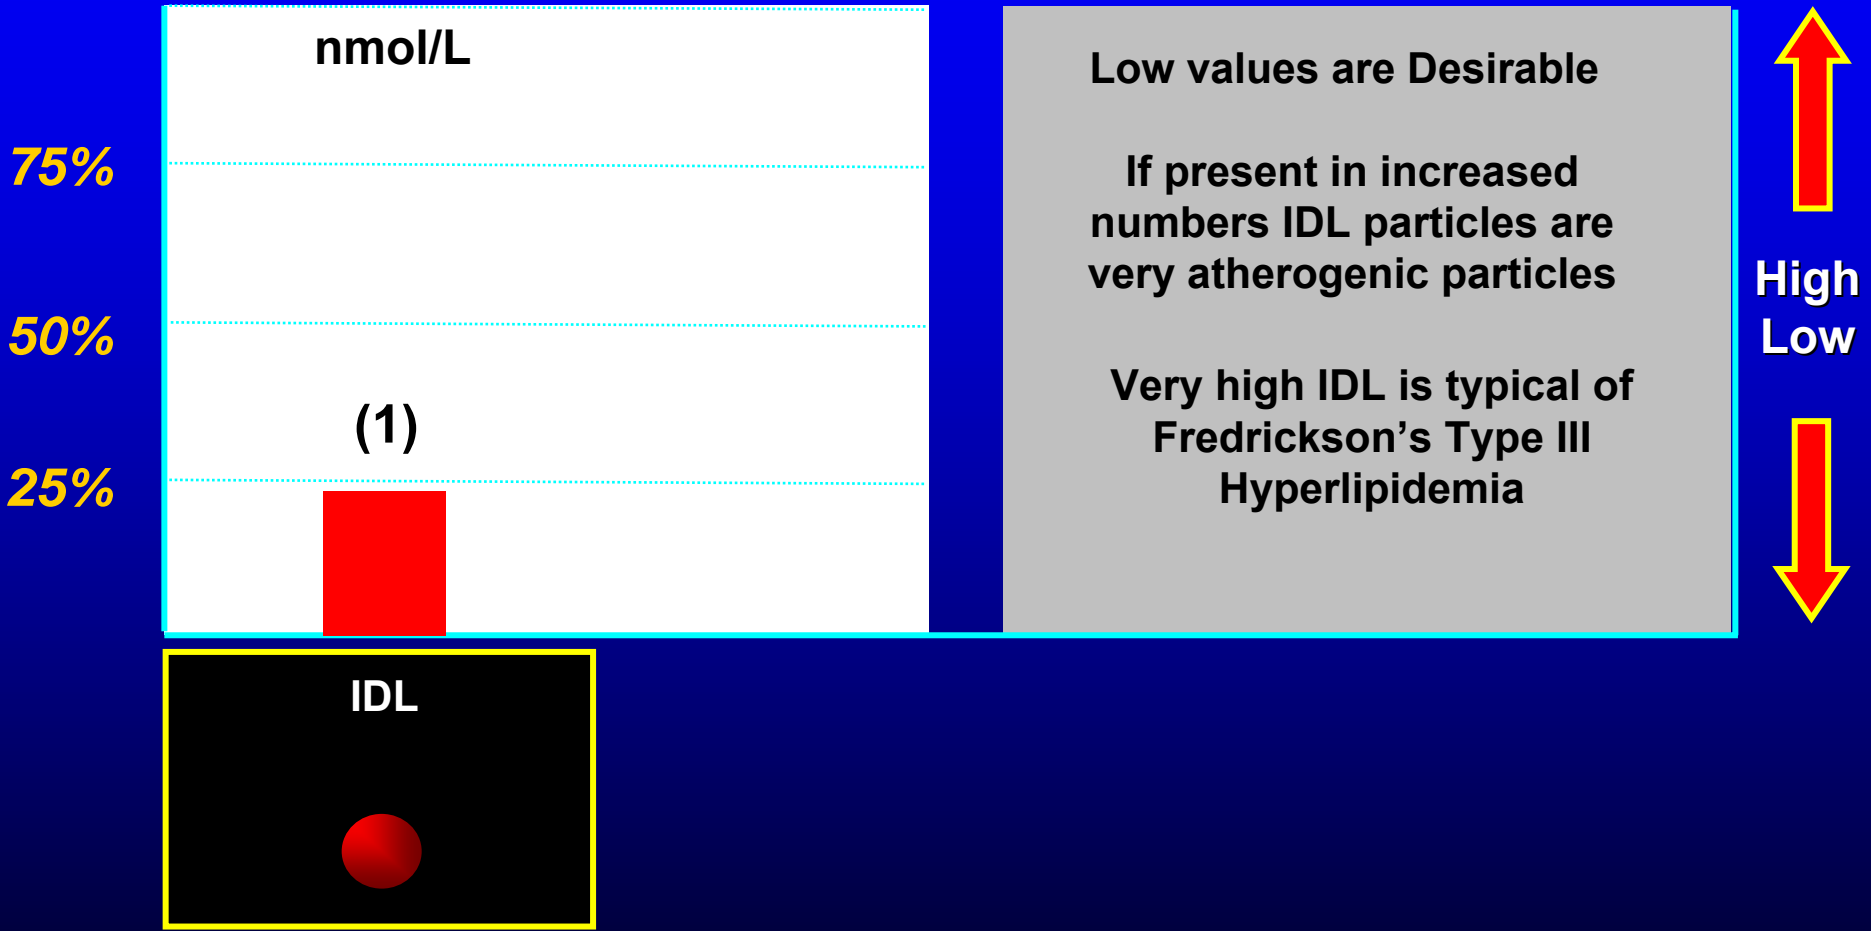 nmol/L
75%
50%
25%
(1)
IDL
Low values are Desirable
If present in increased
numbers IDL particles are
very atherogenic particles
Very high IDL is typical of
Fredrickson’s Type III
Hyperlipidemia
High
Low